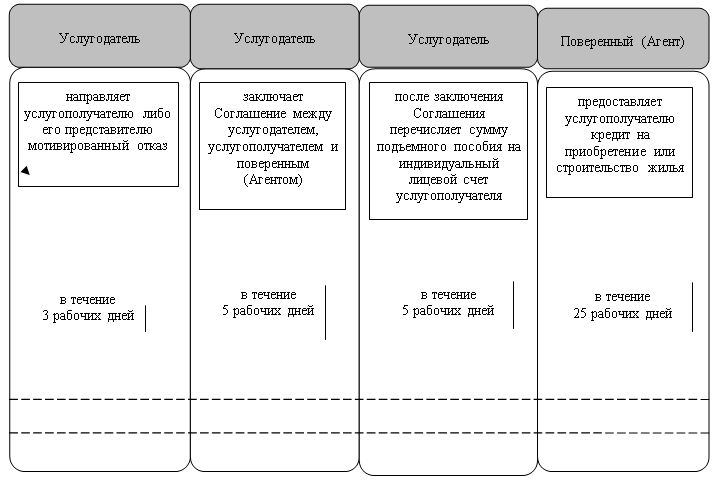 Услугодатель
Услугодатель
Услугодатель
Поверенный (Агент)
направляет
услугополучателю либо
его представителю
мотивированный отказ
заключает
Соглашение между
услугодателем,
услугополучателем и
поверенным
(Агентом)
после заключения
Соглашения
перечисляет сумму
подъемного пособия на
индивидуальный
лицевой счет
услугополучателя
предоставляет
услугополучателю
кредит на
приобретение или
строительство жилья
в течение
3 рабочих дней
в течение
5 рабочих дней
в течение
5 рабочих дней
в течение
25 рабочих дней